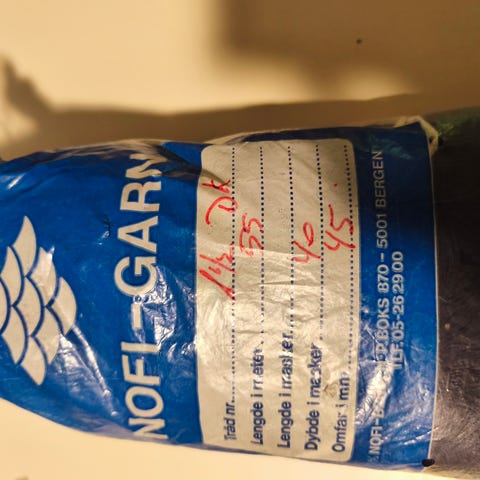 NOFI-GARN
Tråd nr. 1½ Dk
Lengde i meter 55
Lengde i masker
Dybde i masker 46
Omfar i mm. 45
BOKS 870 - 5001 BERGEN
TLF. 05-26 29 00